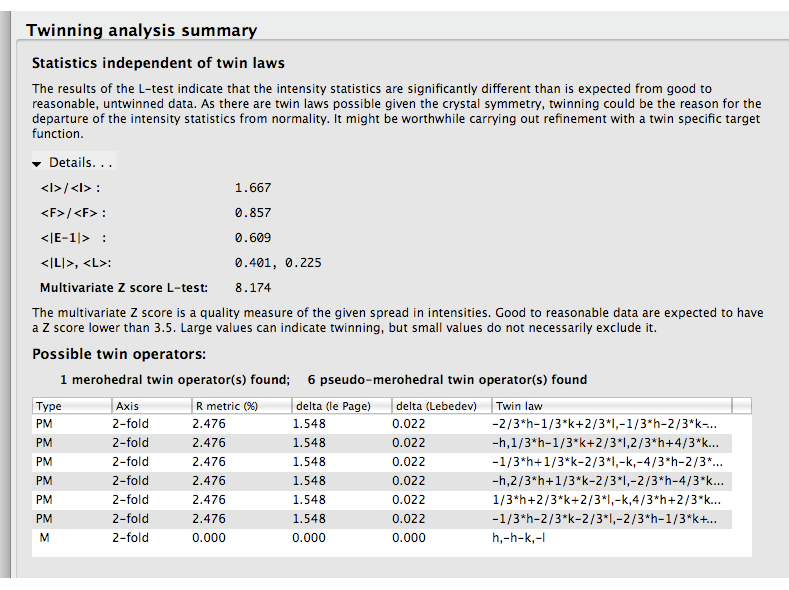 Twinning analysis summary
Statistics independent of twin laws
The results of the L-test indicate that the intensity statistics are significantly different than is expected from good to
reasonable, untwinned data. As there are twin laws possible given the crystal symmetry, twinning could be the reason for the
departure of the intensity statistics from normality. It might be worthwhile carrying out refinement with a twin specific target
function.
Details. . .
<I>/<I> : 1.667
<F>/<F> : 0.857
<|E-1|> : 0.609
<|L|>, <L>: 0.401, 0.225
Multivariate Z score L-test: 8.174
The multivariate Z score is a quality measure of the given spread in intensities. Good to reasonable data are expected to have
a Z score lower than 3.5. Large values can indicate twinning, but small values do not necessarily exclude it.
Possible twin operators:
1 merohedral twin operator(s) found; 6 pseudo-merohedral twin operator(s) found
Type Axis R metric (%) delta (le Page) delta (Lebedev) Twin law
PM 2-fold 2.476 1.548 0.022 -2/3*h-1/3*k+2/3*l,-1/3*h-2/3*k-...
PM 2-fold 2.476 1.548 0.022 -h,1/3*h-1/3*k+2/3*l,2/3*h+4/3*k...
PM 2-fold 2.476 1.548 0.022 -1/3*h+1/3*k-2/3*l,-k,-4/3*h-2/3*...
PM 2-fold 2.476 1.548 0.022 -h,2/3*h+1/3*k-2/3*l,-2/3*h-4/3*k...
PM 2-fold 2.476 1.548 0.022 1/3*h+2/3*k+2/3*l,-k,4/3*h+2/3*k...
PM 2-fold 2.476 1.548 0.022 -1/3*h-2/3*k-2/3*l,-2/3*h-1/3*k+...
M 2-fold 0.000 0.000 0.000 h,-h-k,-l